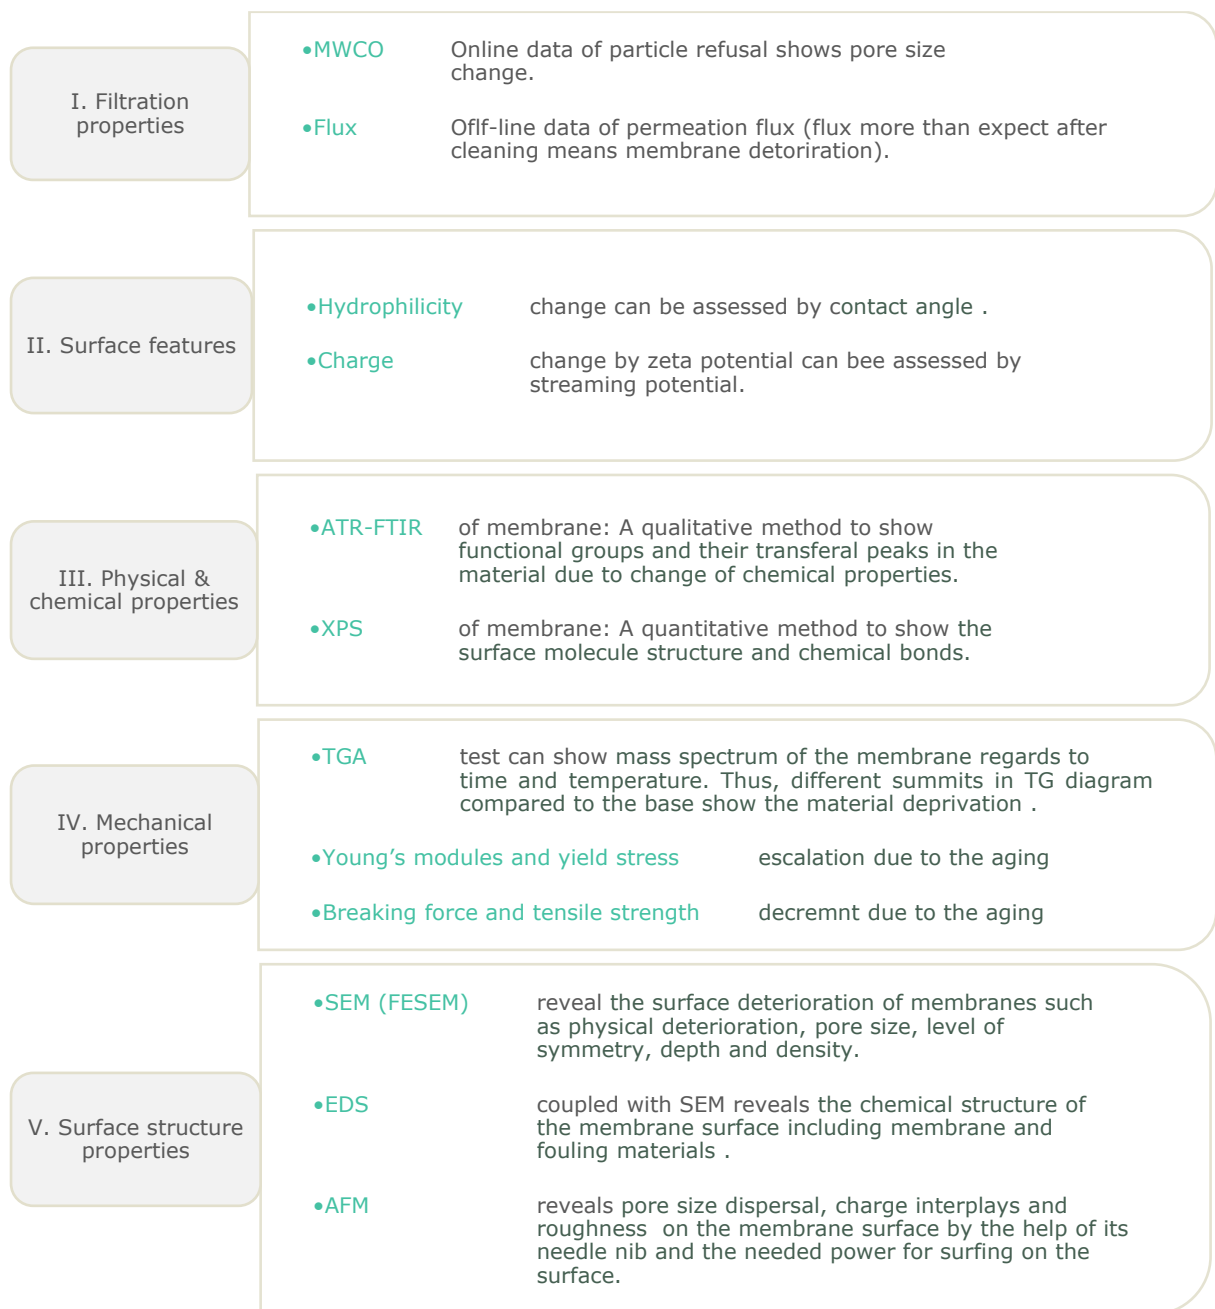 I. Filtration
properties
•MWCO Online data of particle refusal shows pore size
change.
•Flux Oflf-line data of permeation flux (flux more than expect after
cleaning means membrane detoriration).
II. Surface features
•Hydrophilicity change can be assessed by contact angle .
•Charge change by zeta potential can bee assessed by
streaming potential.
III. Physical &
chemical properties
•ATR-FTIR of membrane: A qualitative method to show
functional groups and their transferal peaks in the
material due to change of chemical properties.
•XPS of membrane: A quantitative method to show the
surface molecule structure and chemical bonds.
IV. Mechanical
properties
•TGA test can show mass spectrum of the membrane regards to
time and temperature. Thus, different summits in TG diagram
compared to the base show the material deprivation .
•Young’s modules and yield stress escalation due to the aging
•Breaking force and tensile strength decremnt due to the aging
V. Surface structure
properties
•SEM (FESEM) reveal the surface deterioration of membranes such
as physical deterioration, pore size, level of
symmetry, depth and density.
•EDS coupled with SEM reveals the chemical structure of
the membrane surface including membrane and
fouling materials .
•AFM reveals pore size dispersal, charge interplays and
roughness on the membrane surface by the help of its
needle nib and the needed power for surfing on the
surface.